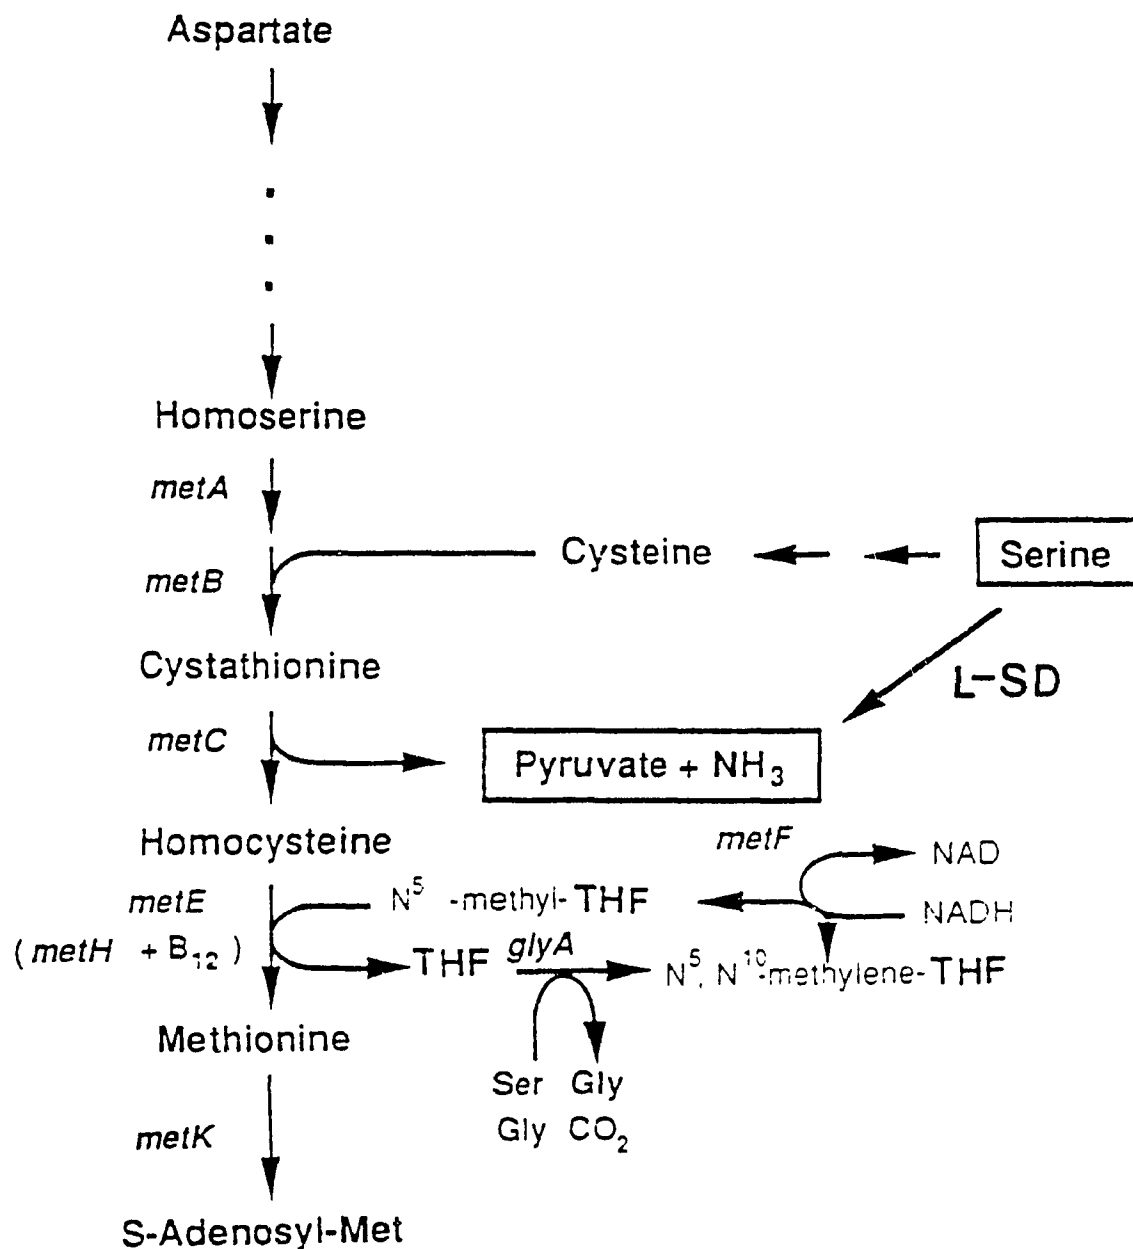 Aspartate
Homoserine
metA
Cysteine
Serine
metB
Cystathionine
L-SD
metC
Pyruvate + NH3
Homocysteine
metF
NAD
metE
N5 -methyl-THF
NADH
(metH + B12)
THF
glyA
N5, N10-methylene-THF
Methionine
Ser Gly
Gly CO2
metK
S-Adenosyl-Met